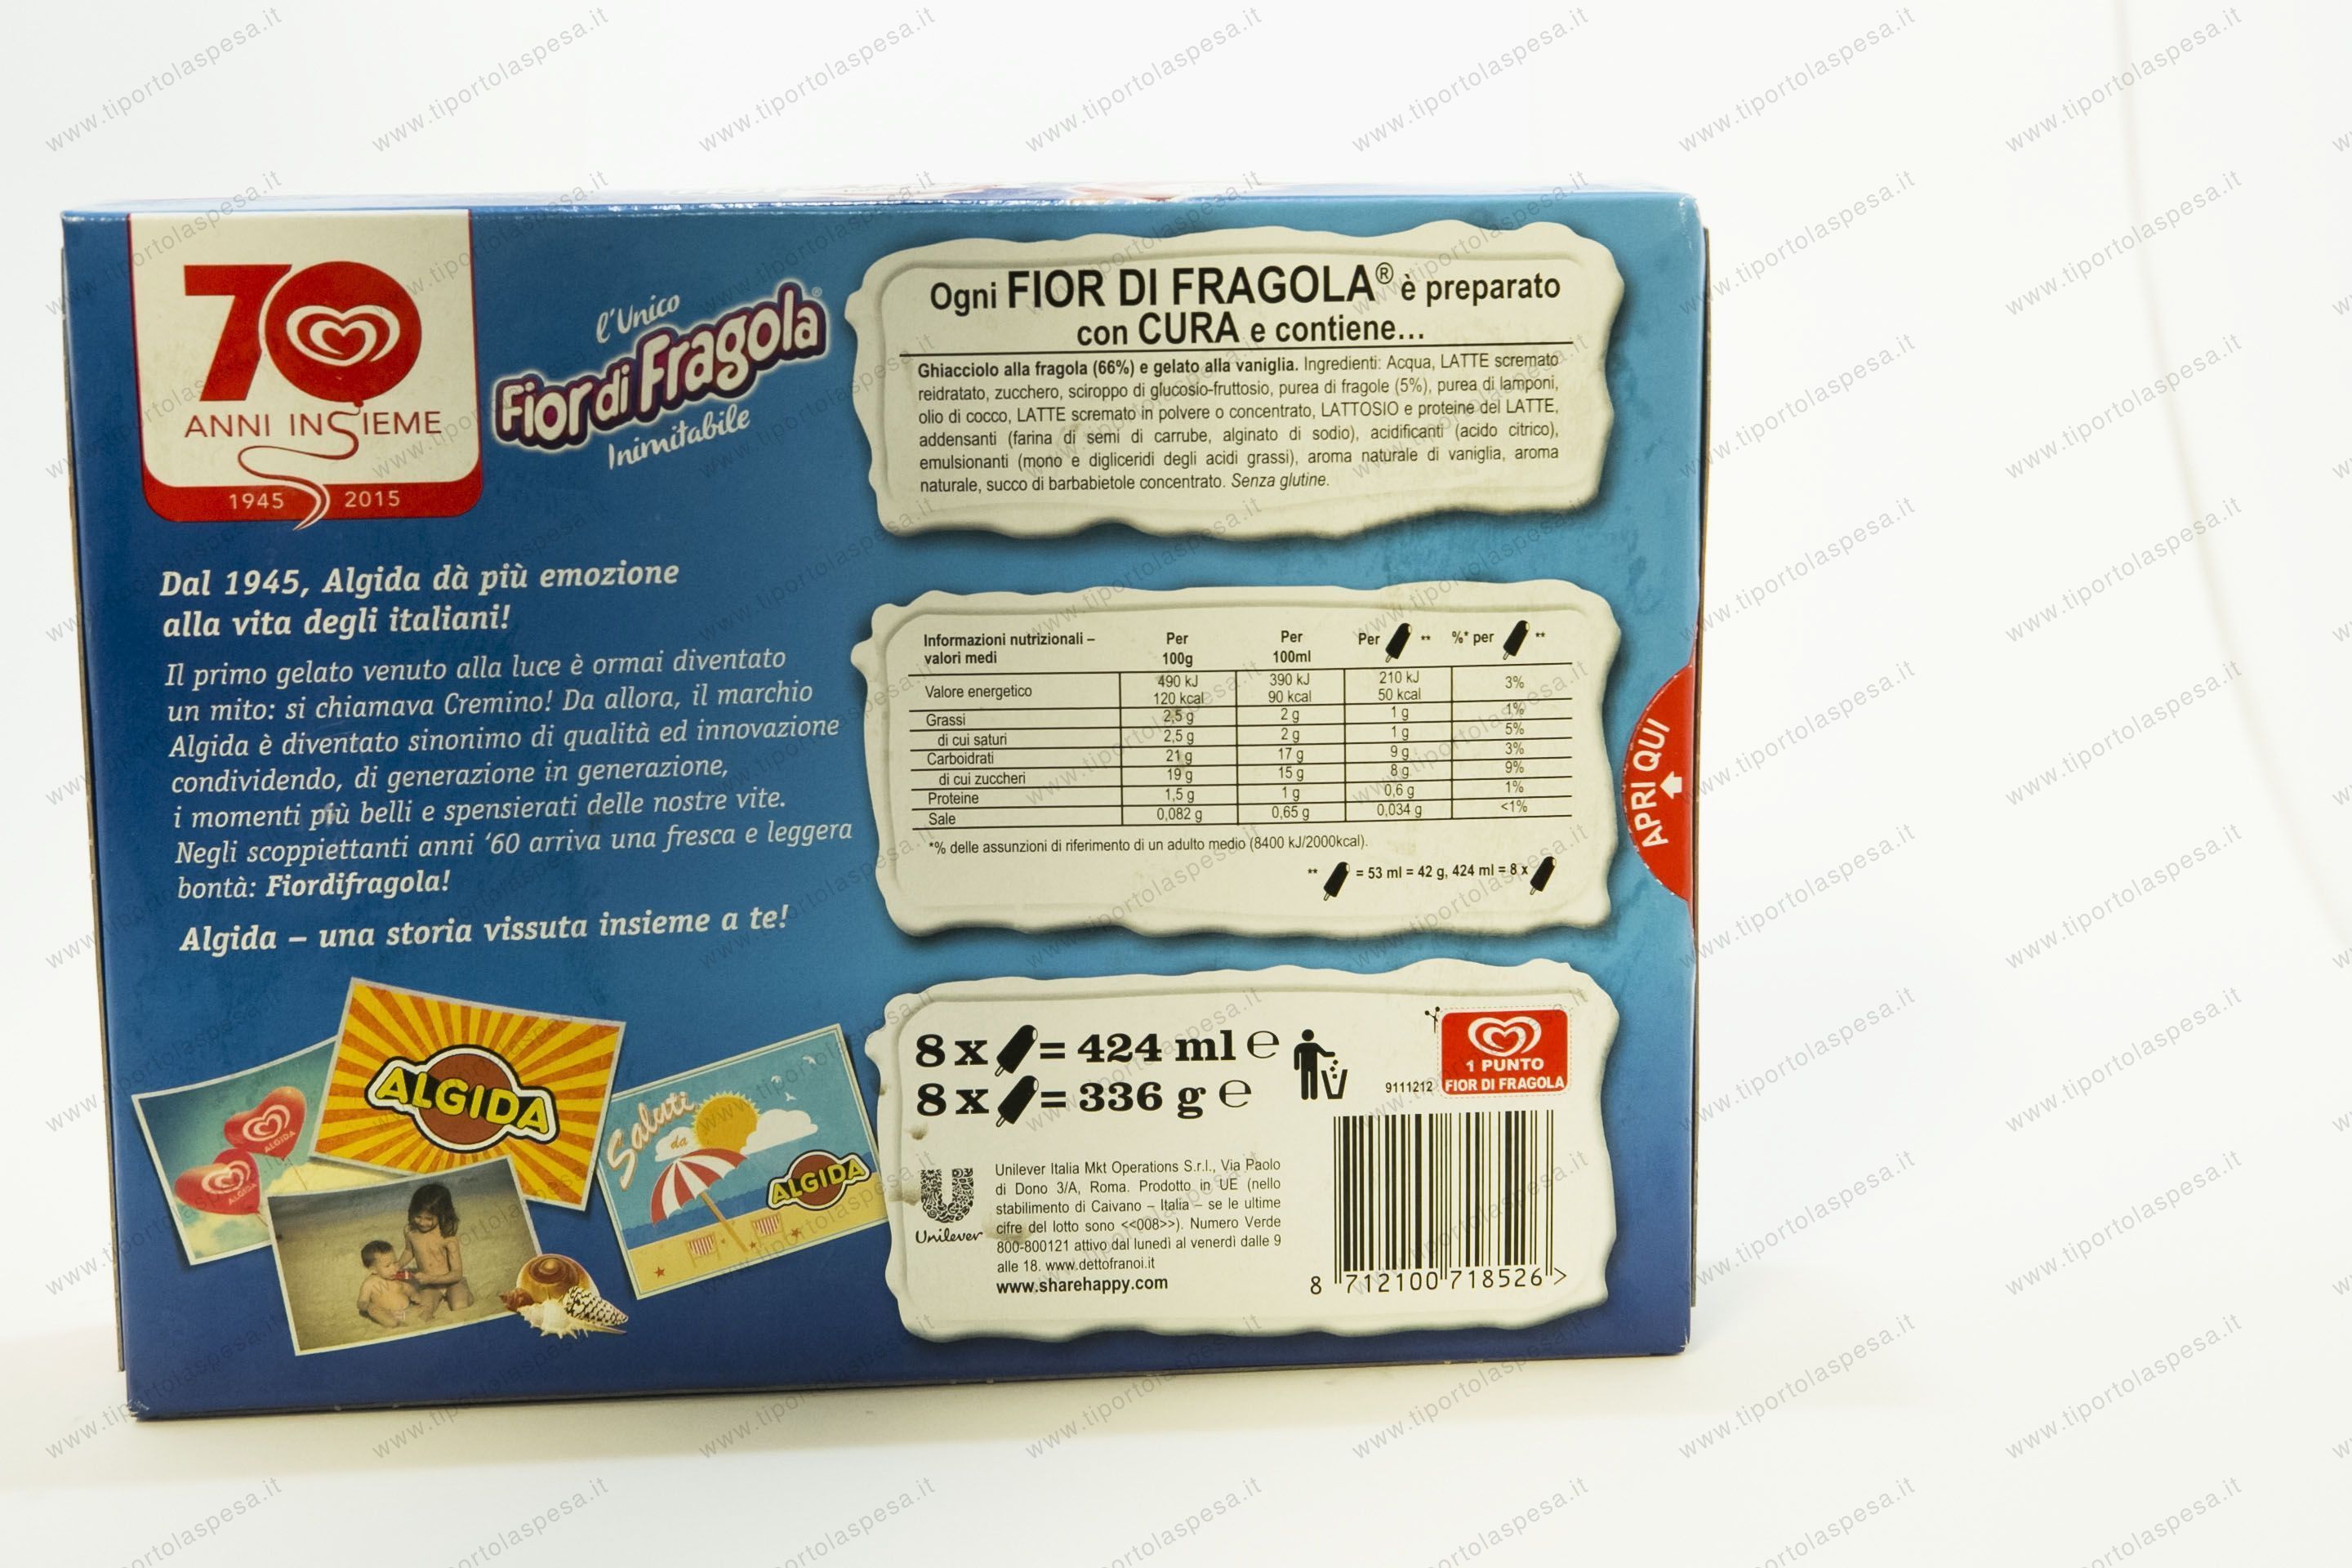 70
ANNI INSIEME
1945 2015
l'Unico
Fior di Fragola®
Inimitabile
Dal 1945, Algida dà più emozione
alla vita degli italiani!
Il primo gelato venuto alla luce è ormai diventato
un mito: si chiamava Cremino! Da allora, il marchio
Algida è diventato sinonimo di qualità ed innovazione
condividendo, di generazione in generazione,
i momenti più belli e spensierati delle nostre vite.
Negli scoppiettanti anni ‘60 arriva una fresca e leggera
bontà: Fiordifragola!
Algida – una storia vissuta insieme a te!
ALGIDA
ALGIDA
ALGIDA
Saluti
da
ALGIDA
Ogni FIOR DI FRAGOLA® è preparato
con CURA e contiene...
Ghiacciolo alla fragola (66%) e gelato alla vaniglia. Ingredienti: Acqua, LATTE scremato
reidratato, zucchero, sciroppo di glucosio-fruttosio, purea di fragole (5%), purea di lamponi,
olio di cocco, LATTE scremato in polvere o concentrato, LATTOSIO e proteine del LATTE,
addensanti (farina di semi di carrube, alginato di sodio), acidificanti (acido citrico),
emulsionanti (mono e digliceridi degli acidi grassi), aroma naturale di vaniglia, aroma
naturale, succo di barbabietole concentrato. Senza glutine.
Informazioni nutrizionali – valori medi Per 100g Per 100ml Per ** %* per **
Valore energetico 490 kJ 120 kcal 390 kJ 90 kcal 210 kJ 50 kcal 3%
Grassi 2,5 g 2 g 1 g 1%
di cui saturi 2,5 g 2 g 1 g 5%
Carboidrati 21 g 17 g 9 g 3%
di cui zuccheri 19 g 15 g 8 g 9%
Proteine 1,5 g 1 g 0,6 g 1%
Sale 0,082 g 0,65 g 0,034 g <1%
*% delle assunzioni di riferimento di un adulto medio (8400 kJ/2000kcal).
** = 53 ml = 42 g, 424 ml = 8 x
APRI QUI
8 x = 424 ml ℮
8 x = 336 g ℮
1 PUNTO
FIOR DI FRAGOLA
9111212
Unilever
Unilever Italia Mkt Operations S.r.l., Via Paolo
di Dono 3/A, Roma. Prodotto in UE (nello
stabilimento di Caivano – Italia – se le ultime
cifre del lotto sono <<008>>). Numero Verde
800-800121 attivo dal lunedì al venerdì dalle 9
alle 18. www.dettofranoi.it
www.sharehappy.com
8 712100 718526 >
www.tiportolaspesa.it